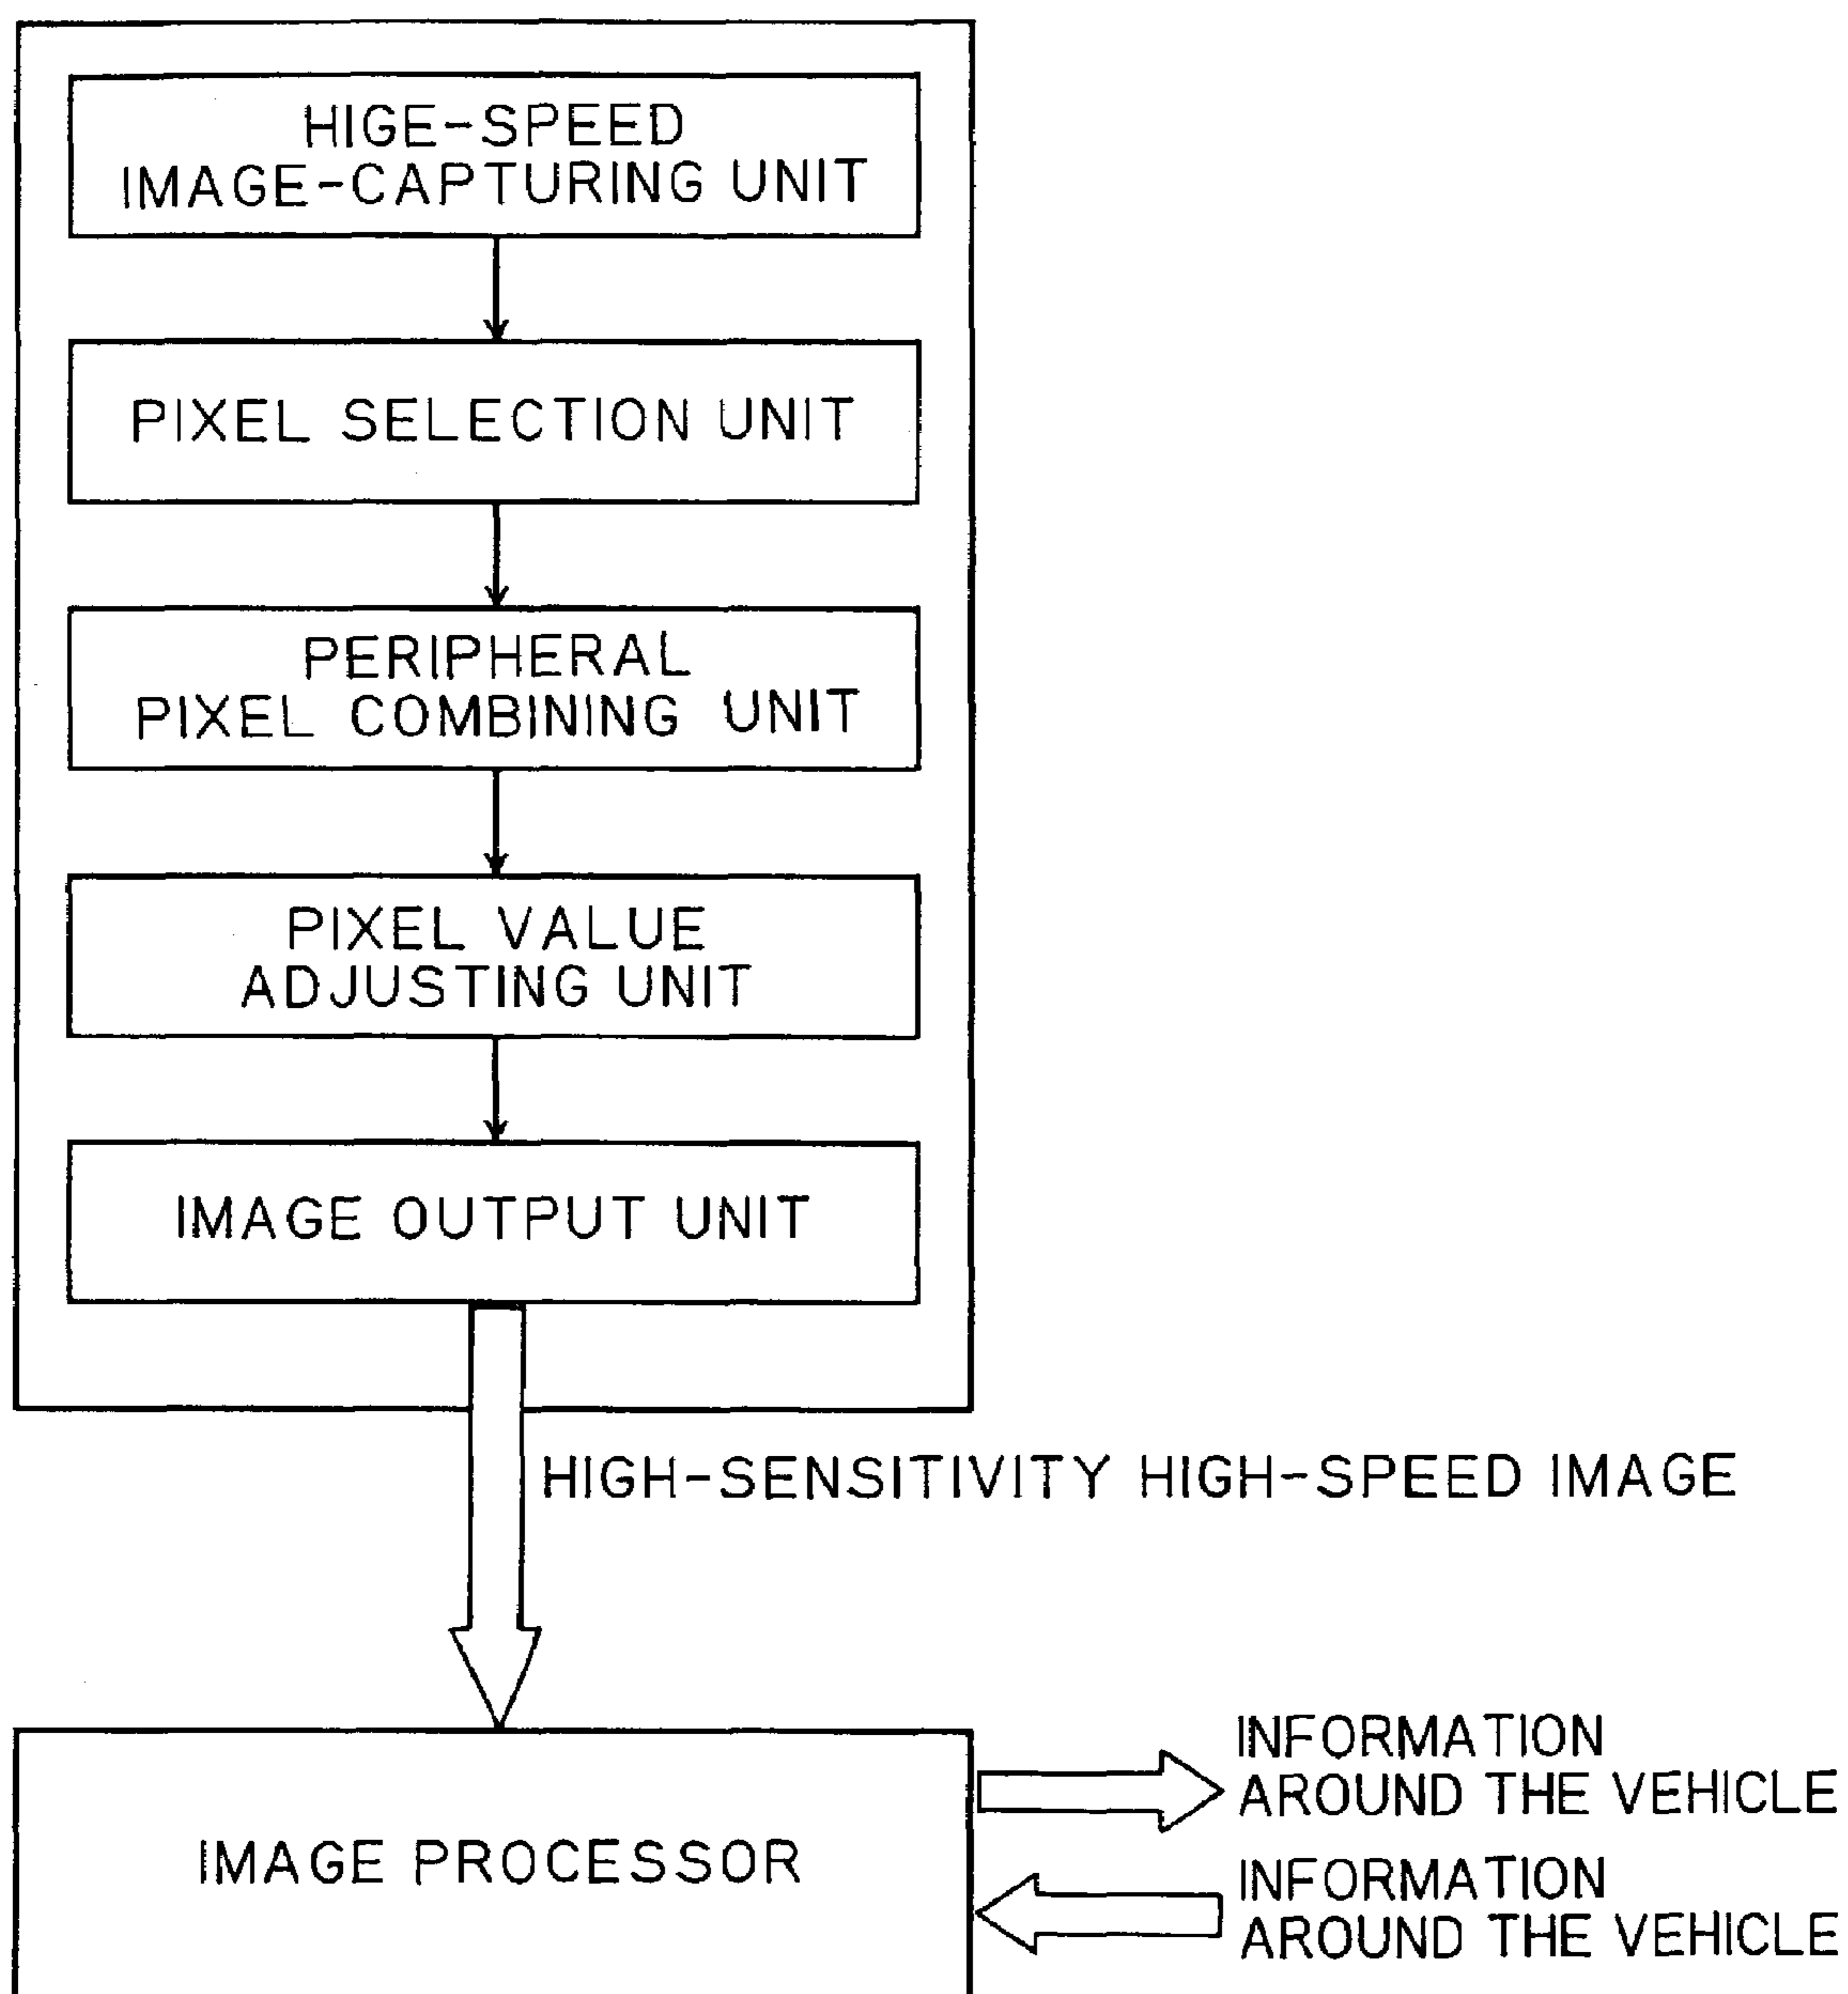 HIGE-SPEED
IMAGE-CAPTURING UNIT
PIXEL SELECTION UNIT
PERIPHERAL
PIXEL COMBINING UNIT
PIXEL VALUE
ADJUSTING UNIT
IMAGE OUTPUT UNIT
HIGH-SENSITIVITY HIGH-SPEED IMAGE
IMAGE PROCESSOR
INFORMATION
AROUND THE VEHICLE
INFORMATION
AROUND THE VEHICLE